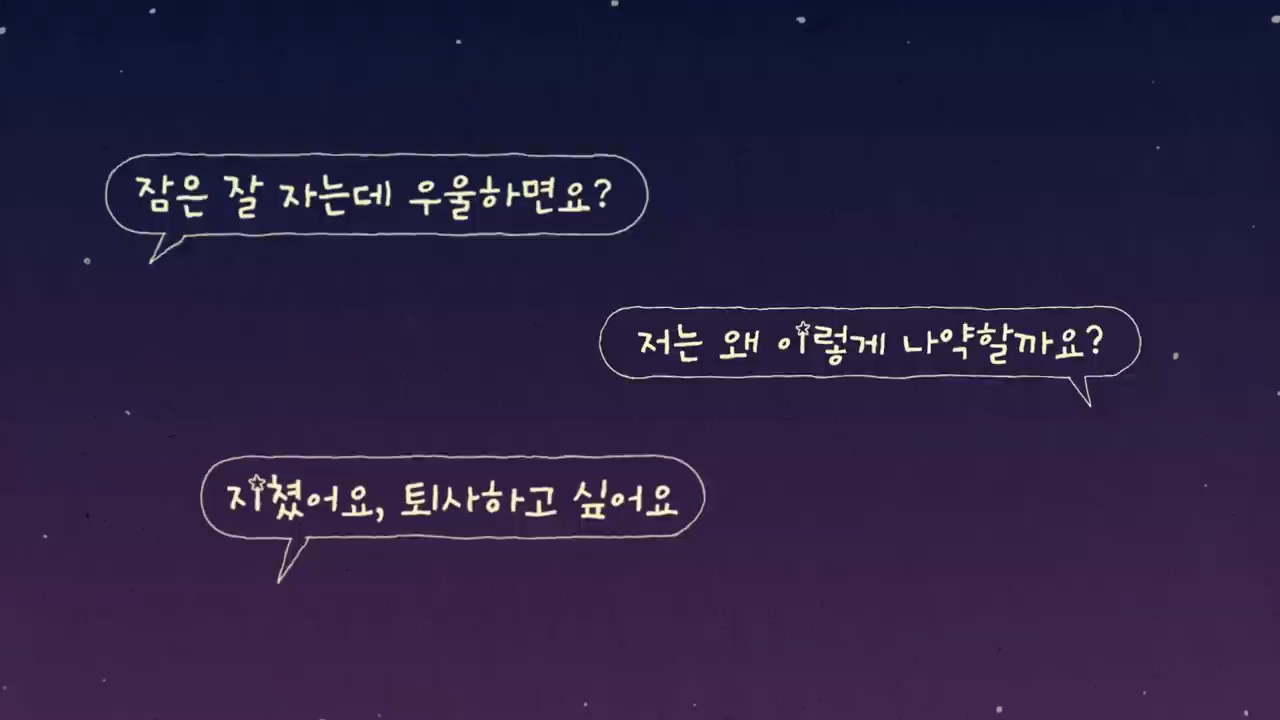 잠은 잘 자는데 우울하면요?
저는 왜 이렇게 나약할까요?
지쳤어요, 퇴사하고 싶어요